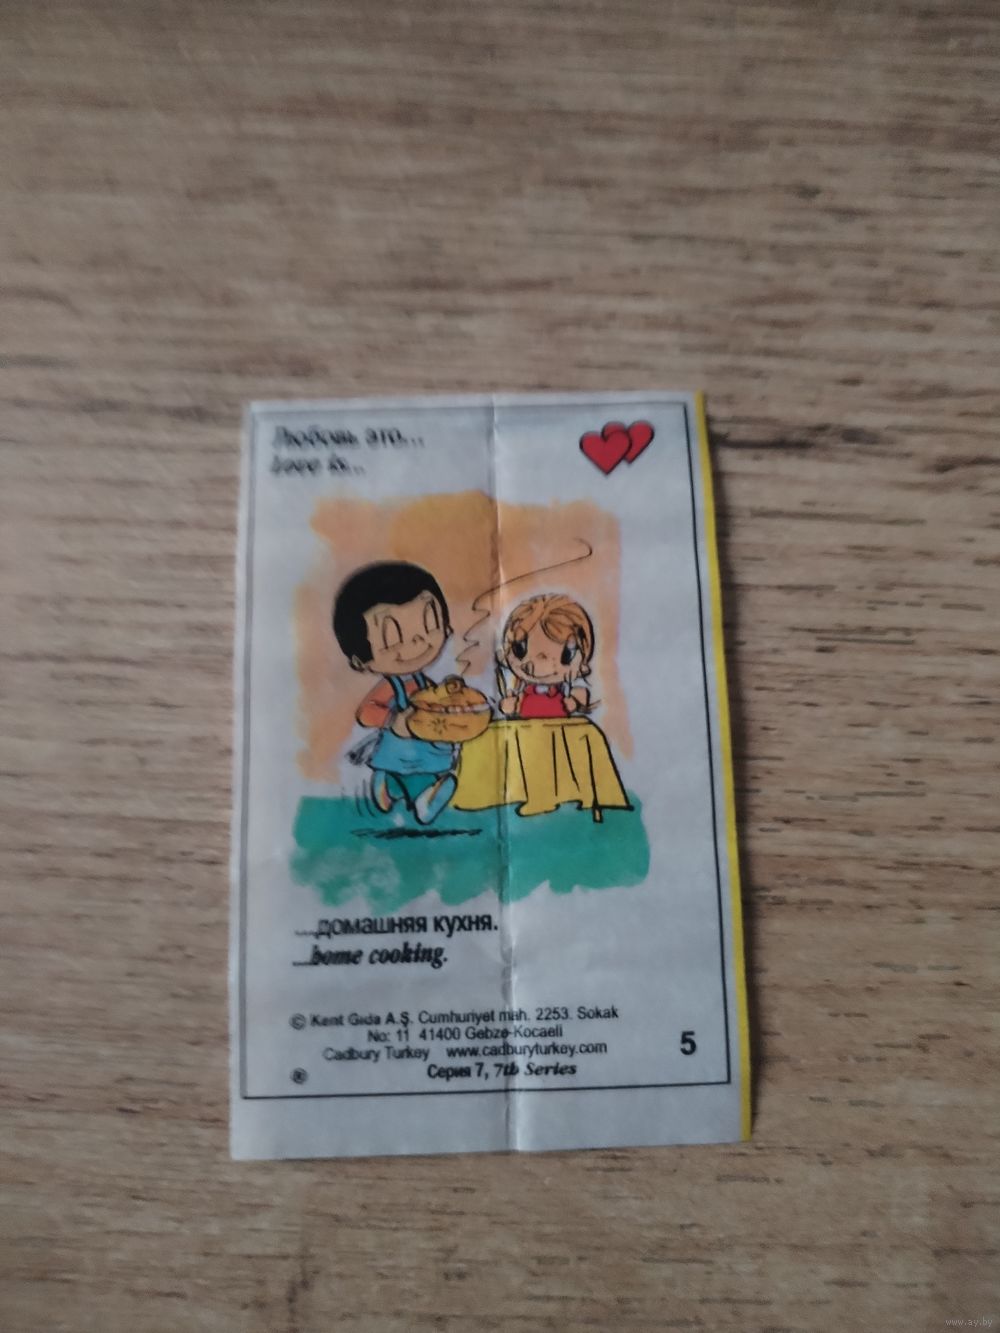 Любовь это...
Love is...
...домашняя кухня.
...home cooking.
© Kent Gıda A.Ş. Cumhuriyet mah. 2253. Sokak
No: 11 41400 Gebze-Kocaeli
Cadbury Turkey www.cadburyturkey.com
Серия 7, 7th Series
®
5
www.ay.by